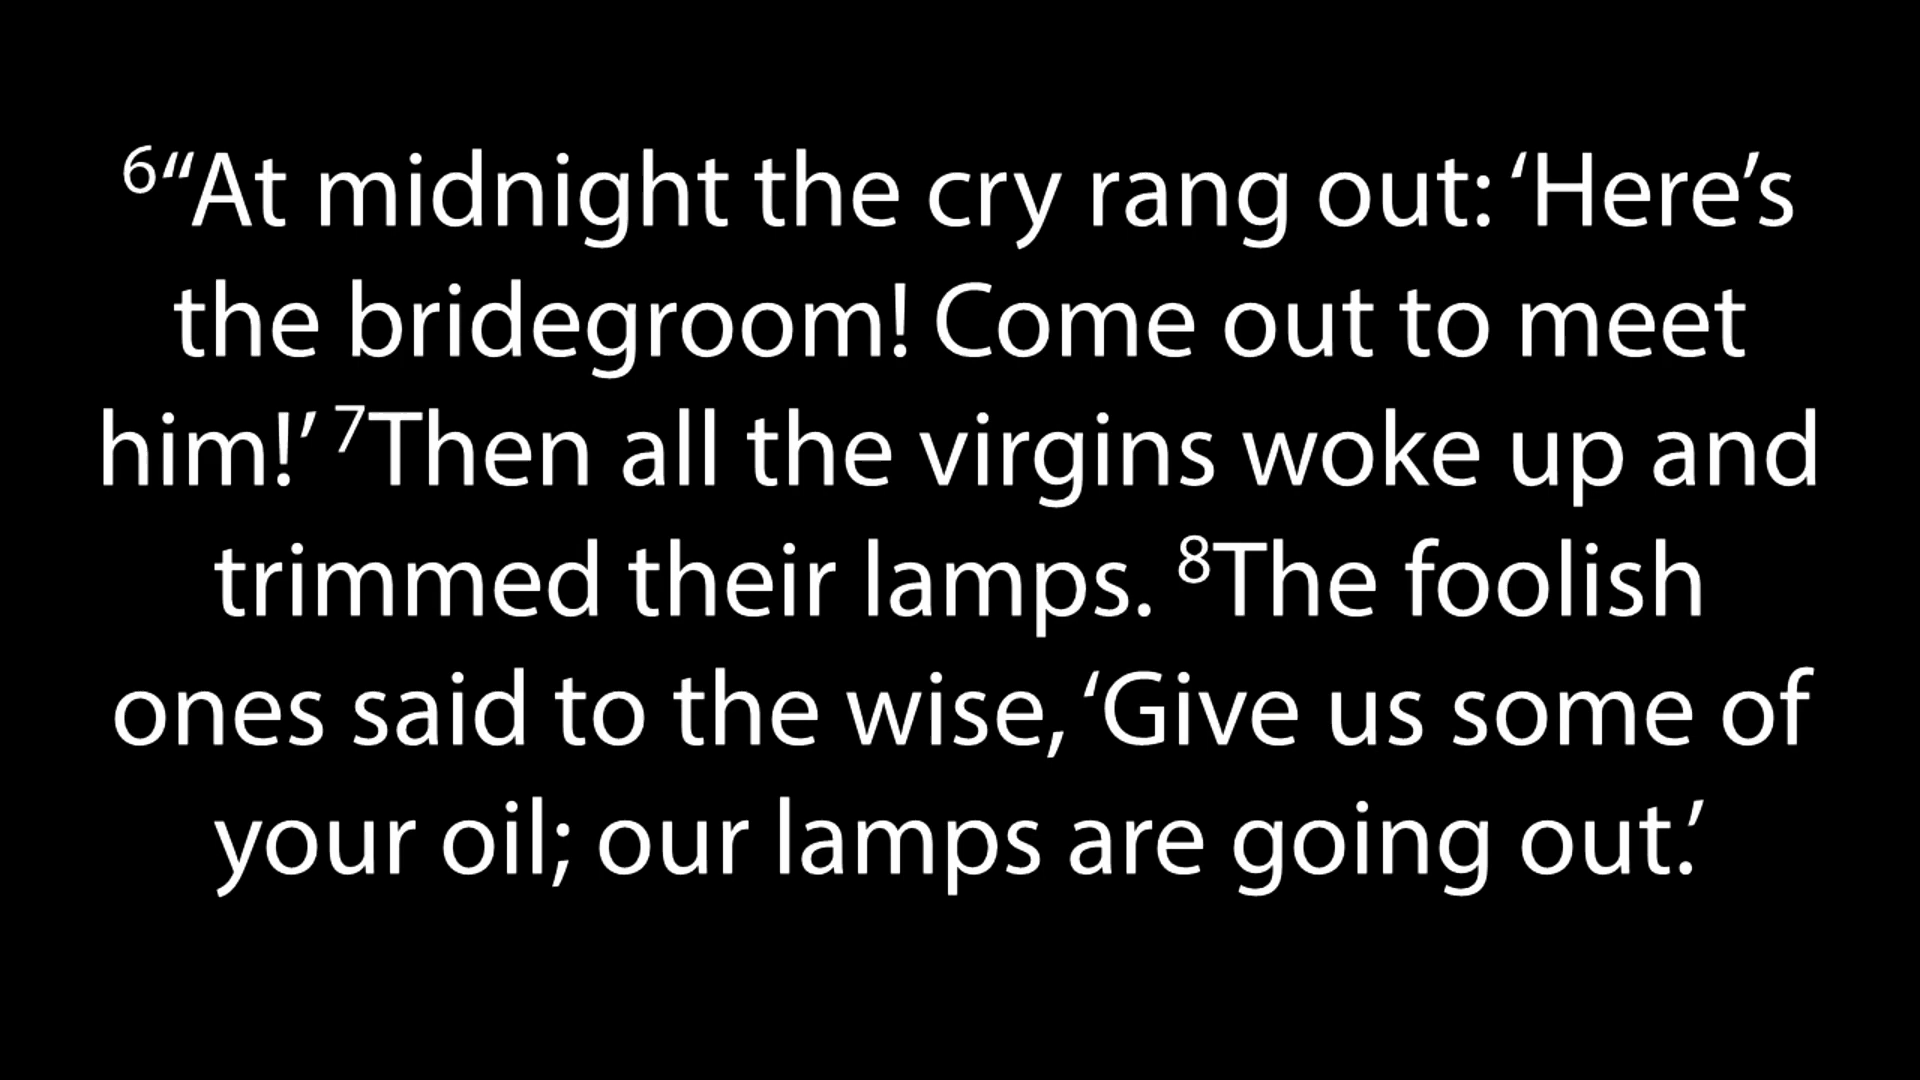 ⁶“At midnight the cry rang out: ‘Here’s
the bridegroom! Come out to meet
him!’ ⁷Then all the virgins woke up and
trimmed their lamps. ⁸The foolish
ones said to the wise, ‘Give us some of
your oil; our lamps are going out.’